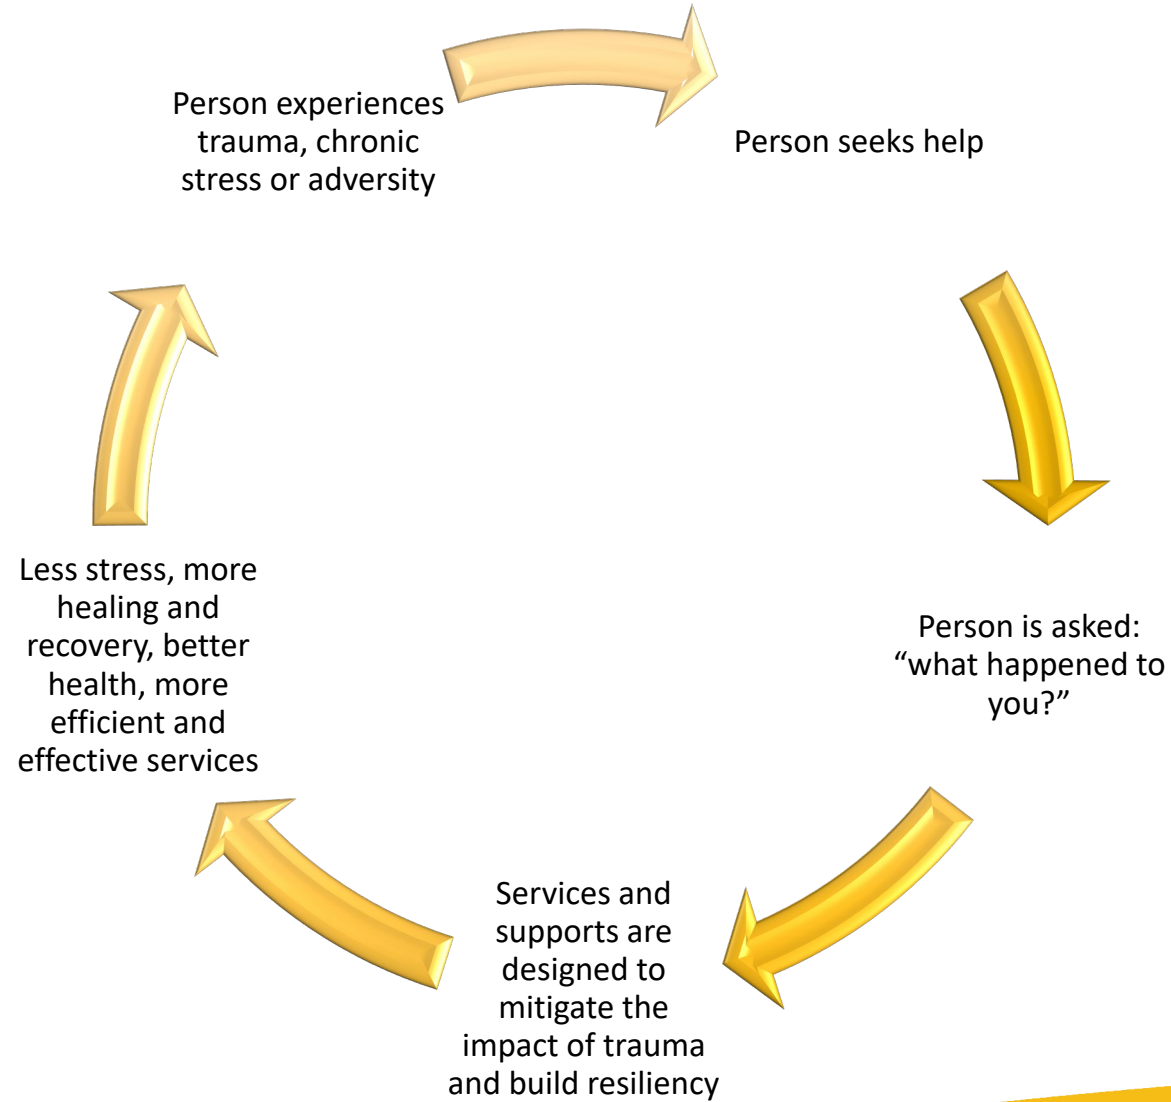 Person experiences
trauma, chronic
stress or adversity
Person seeks help
Person is asked:
“what happened to
you?”
Services and
supports are
designed to
mitigate the
impact of trauma
and build resiliency
Less stress, more
healing and
recovery, better
health, more
efficient and
effective services